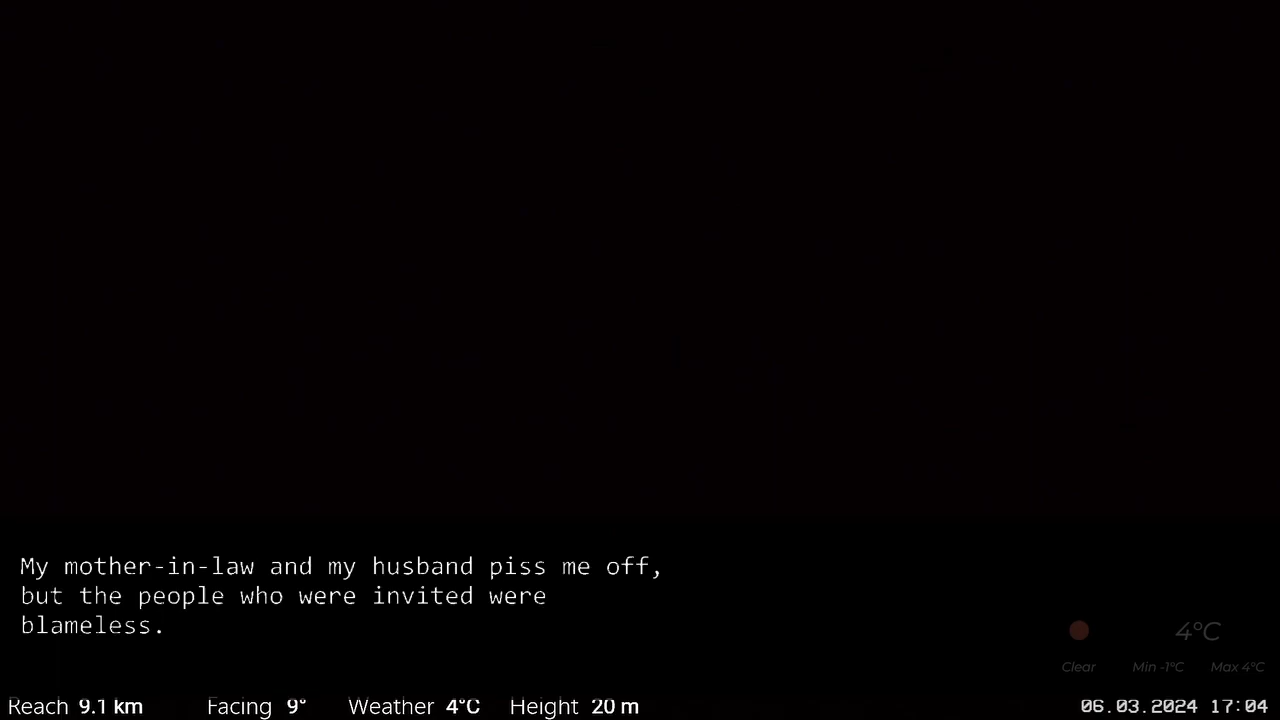 My mother-in-law and my husband piss me off,
but the people who were invited were
blameless.
4°C
Clear Min -1°C Max 4°C
Reach 9.1 km Facing 9° Weather 4°C Height 20 m 06.03.2024 17:04